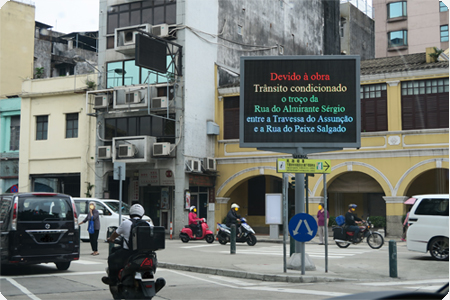 Devido à obra
Trânsito condicionado
o troço da
Rua do Almirante Sérgio
entre a Travessa do Assunção
e a Rua do Peixe Salgado